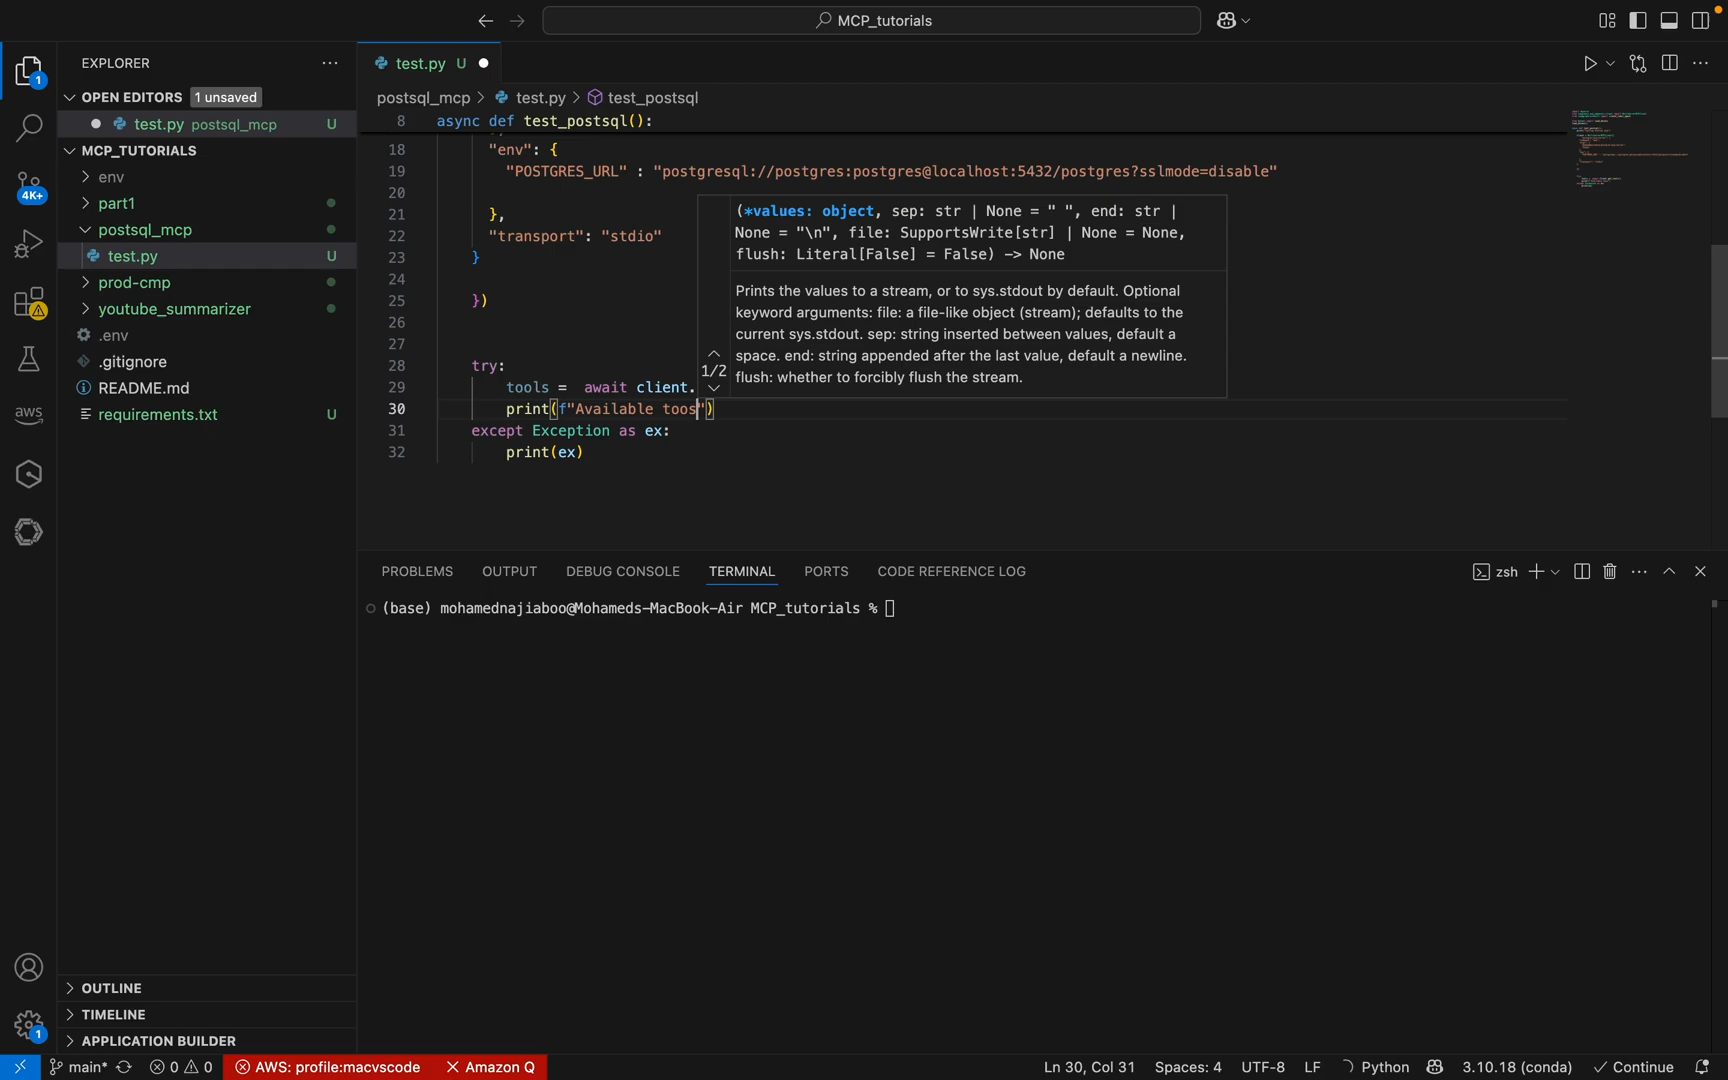 MCP_tutorials
EXPLORER
OPEN EDITORS 1 unsaved
test.py postsql_mcp U
MCP_TUTORIALS
env
part1
postsql_mcp
test.py U
prod-cmp
youtube_summarizer
.env
.gitignore
README.md
requirements.txt U
OUTLINE
TIMELINE
APPLICATION BUILDER
1
4K+
aws
1
test.py U
postsql_mcp > test.py > test_postsql
8 async def test_postsql():
18 "env": {
19 "POSTGRES_URL" : "postgresql://postgres:postgres@localhost:5432/postgres?sslmode=disable"
20
21 },
22 "transport": "stdio"
23 }
24
25 })
26
27
28 try:
29 tools = await client.
30 print(f"Available toos")
31 except Exception as ex:
32 print(ex)
(*values: object, sep: str | None = " ", end: str |
None = "\n", file: SupportsWrite[str] | None = None,
flush: Literal[False] = False) -> None
1/2
Prints the values to a stream, or to sys.stdout by default. Optional
keyword arguments: file: a file-like object (stream); defaults to the
current sys.stdout. sep: string inserted between values, default a
space. end: string appended after the last value, default a newline.
flush: whether to forcibly flush the stream.
PROBLEMS OUTPUT DEBUG CONSOLE TERMINAL PORTS CODE REFERENCE LOG
zsh
(base) mohamednajiaboo@Mohameds-MacBook-Air MCP_tutorials %
main* 0 0 AWS: profile:macvscode Amazon Q Ln 30, Col 31 Spaces: 4 UTF-8 LF Python 3.10.18 (conda) Continue